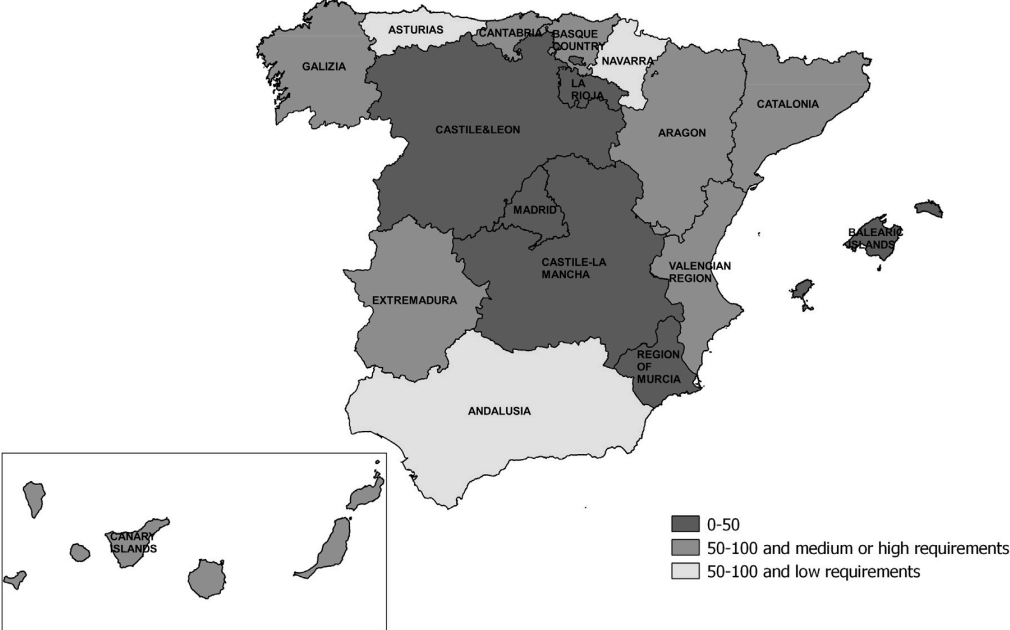 ASTURIAS
CANTABRIA
BASQUE
COUNTRY
GALIZIA
NAVARRA
LA
RIOJA
CATALONIA
CASTILE&LEON
ARAGON
MADRID
BALEARIC
ISLANDS
CASTILE-LA
MANCHA
VALENCIAN
REGION
EXTREMADURA
REGION
OF
MURCIA
ANDALUSIA
CANARY
ISLANDS
0-50
50-100 and medium or high requirements
50-100 and low requirements